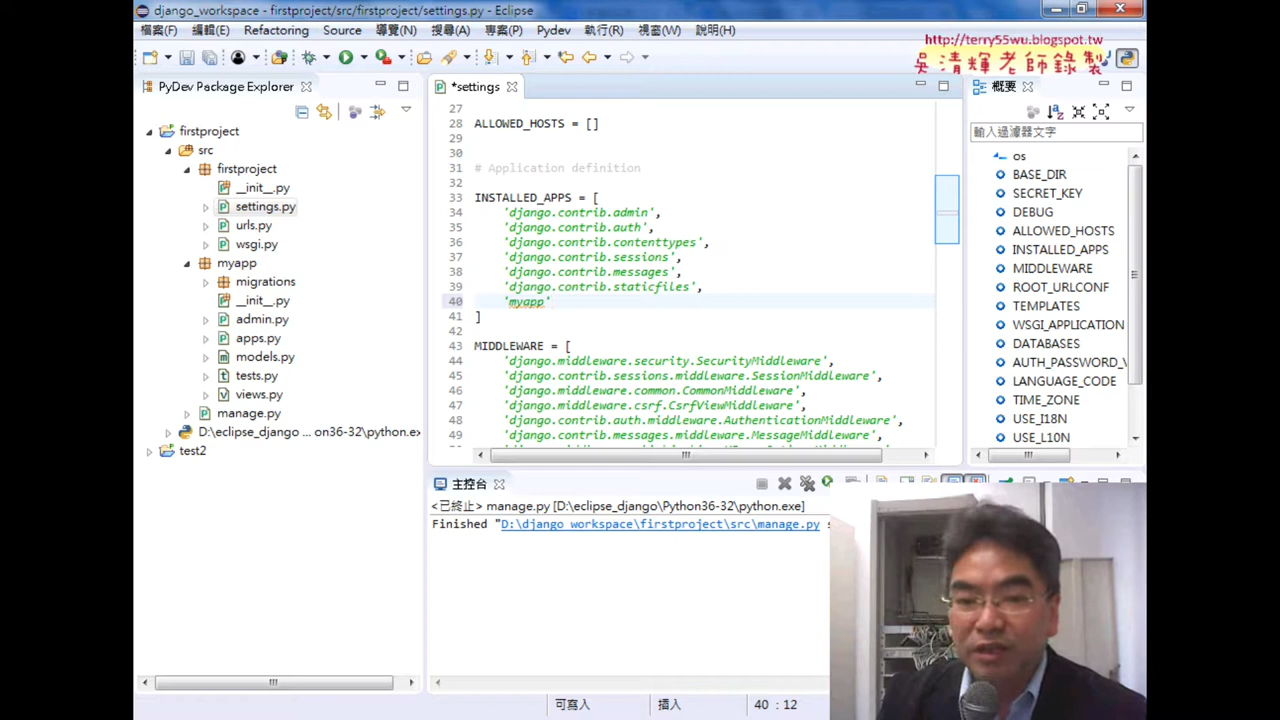 django_workspace - firstproject/src/firstproject/settings.py - Eclipse
檔案(F) 編輯(E) Refactoring Source 導覽(N) 搜尋(A) 專案(P) Pydev 執行(R) 視窗(W) 說明(H)
http://terry55wu.blogspot.tw
吳清輝老師錄製
PyDev Package Explorer
firstproject
src
firstproject
__init__.py
settings.py
urls.py
wsgi.py
myapp
migrations
__init__.py
admin.py
apps.py
models.py
tests.py
views.py
manage.py
D:\eclipse_django ... on36-32\python.ex
test2
*settings
27
28 ALLOWED_HOSTS = []
29
30
31 # Application definition
32
33 INSTALLED_APPS = [
34 'django.contrib.admin',
35 'django.contrib.auth',
36 'django.contrib.contenttypes',
37 'django.contrib.sessions',
38 'django.contrib.messages',
39 'django.contrib.staticfiles',
40 'myapp'
41 ]
42
43 MIDDLEWARE = [
44 'django.middleware.security.SecurityMiddleware',
45 'django.contrib.sessions.middleware.SessionMiddleware',
46 'django.middleware.common.CommonMiddleware',
47 'django.middleware.csrf.CsrfViewMiddleware',
48 'django.contrib.auth.middleware.AuthenticationMiddleware',
49 'django.contrib.messages.middleware.MessageMiddleware',
概要
輸入過濾器文字
os
BASE_DIR
SECRET_KEY
DEBUG
ALLOWED_HOSTS
INSTALLED_APPS
MIDDLEWARE
ROOT_URLCONF
TEMPLATES
WSGI_APPLICATION
DATABASES
AUTH_PASSWORD_V
LANGUAGE_CODE
TIME_ZONE
USE_I18N
USE_L10N
主控台
<已終止> manage.py [D:\eclipse_django\Python36-32\python.exe]
Finished "D:\django_workspace\firstproject\src\manage.py s
可寫入 插入 40 : 12